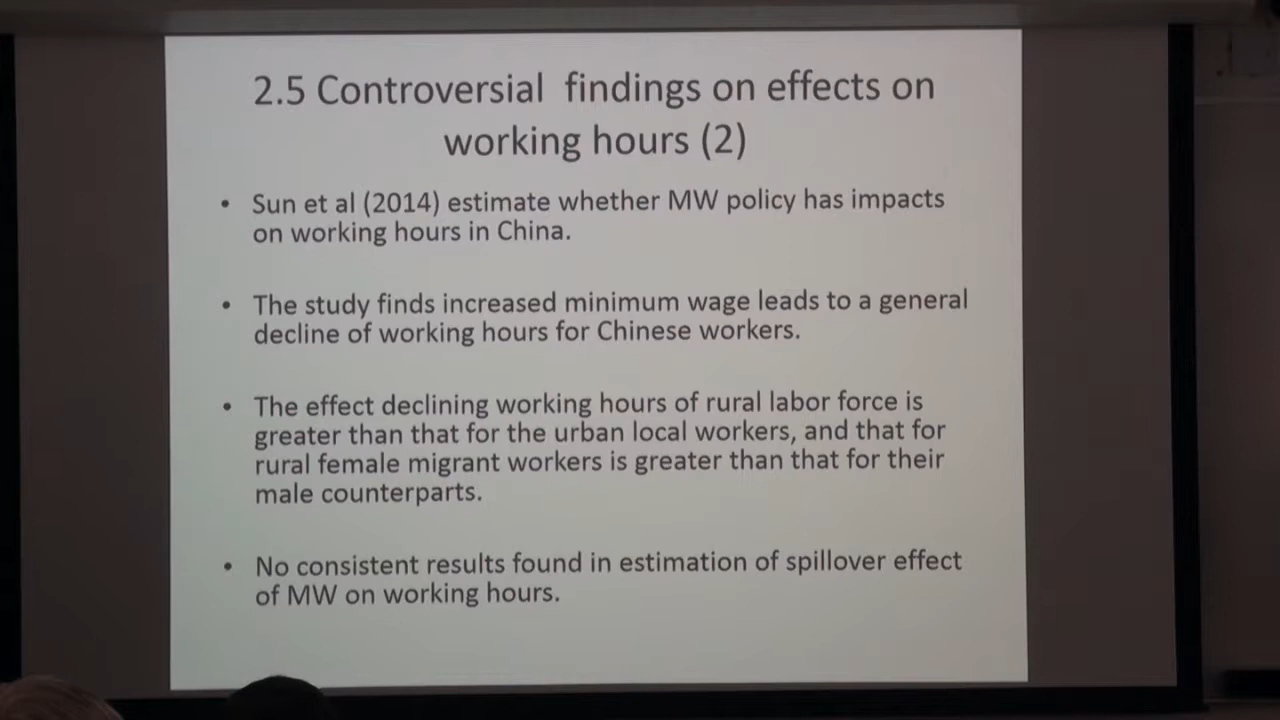 2.5 Controversial findings on effects on
working hours (2)
• Sun et al (2014) estimate whether MW policy has impacts
on working hours in China.
• The study finds increased minimum wage leads to a general
decline of working hours for Chinese workers.
• The effect declining working hours of rural labor force is
greater than that for the urban local workers, and that for
rural female migrant workers is greater than that for their
male counterparts.
• No consistent results found in estimation of spillover effect
of MW on working hours.